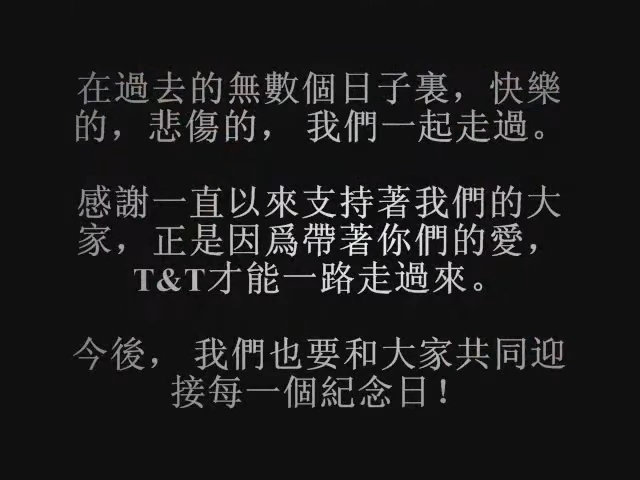 在過去的無數個日子裏，快樂
的，悲傷的， 我們一起走過。
感謝一直以來支持著我們的大
家，正是因爲帶著你們的愛，
T&T才能一路走過來。
今後， 我們也要和大家共同迎
接每一個紀念日！